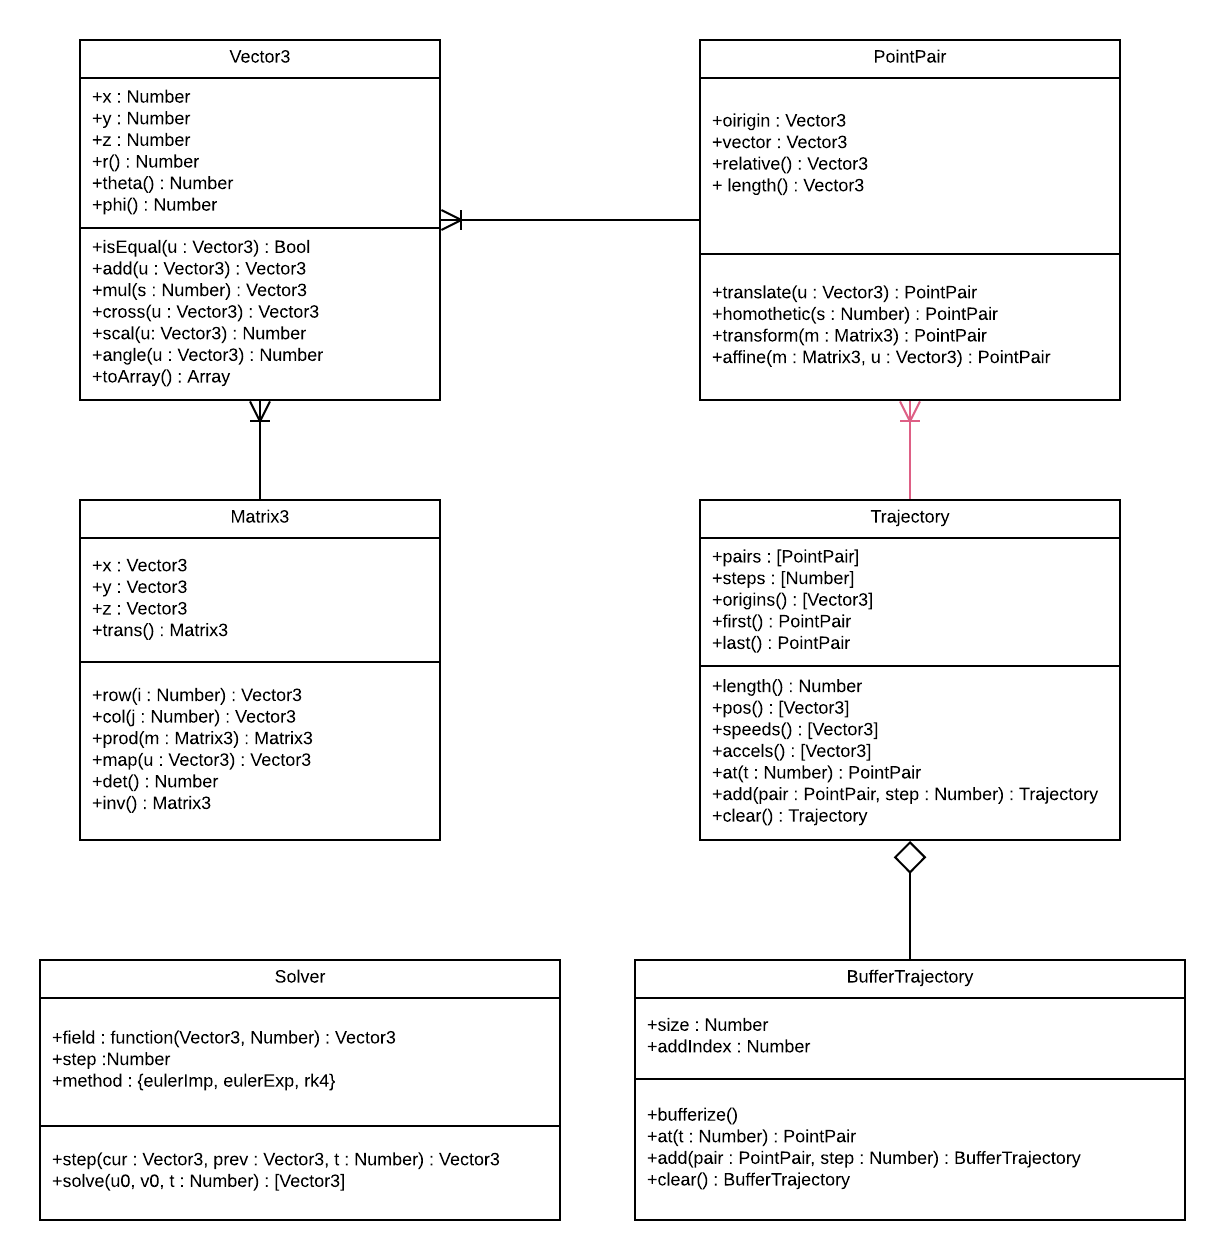 Vector3
+x : Number
+y : Number
+z : Number
+r() : Number
+theta() : Number
+phi() : Number
+isEqual(u : Vector3) : Bool
+add(u : Vector3) : Vector3
+mul(s : Number) : Vector3
+cross(u : Vector3) : Vector3
+scal(u: Vector3) : Number
+angle(u : Vector3) : Number
+toArray() : Array
PointPair
+oirigin : Vector3
+vector : Vector3
+relative() : Vector3
+ length() : Vector3
+translate(u : Vector3) : PointPair
+homothetic(s : Number) : PointPair
+transform(m : Matrix3) : PointPair
+affine(m : Matrix3, u : Vector3) : PointPair
Matrix3
+x : Vector3
+y : Vector3
+z : Vector3
+trans() : Matrix3
+row(i : Number) : Vector3
+col(j : Number) : Vector3
+prod(m : Matrix3) : Matrix3
+map(u : Vector3) : Vector3
+det() : Number
+inv() : Matrix3
Trajectory
+pairs : [PointPair]
+steps : [Number]
+origins() : [Vector3]
+first() : PointPair
+last() : PointPair
+length() : Number
+pos() : [Vector3]
+speeds() : [Vector3]
+accels() : [Vector3]
+at(t : Number) : PointPair
+add(pair : PointPair, step : Number) : Trajectory
+clear() : Trajectory
Solver
+field : function(Vector3, Number) : Vector3
+step :Number
+method : {eulerImp, eulerExp, rk4}
+step(cur : Vector3, prev : Vector3, t : Number) : Vector3
+solve(u0, v0, t : Number) : [Vector3]
BufferTrajectory
+size : Number
+addIndex : Number
+bufferize()
+at(t : Number) : PointPair
+add(pair : PointPair, step : Number) : BufferTrajectory
+clear() : BufferTrajectory